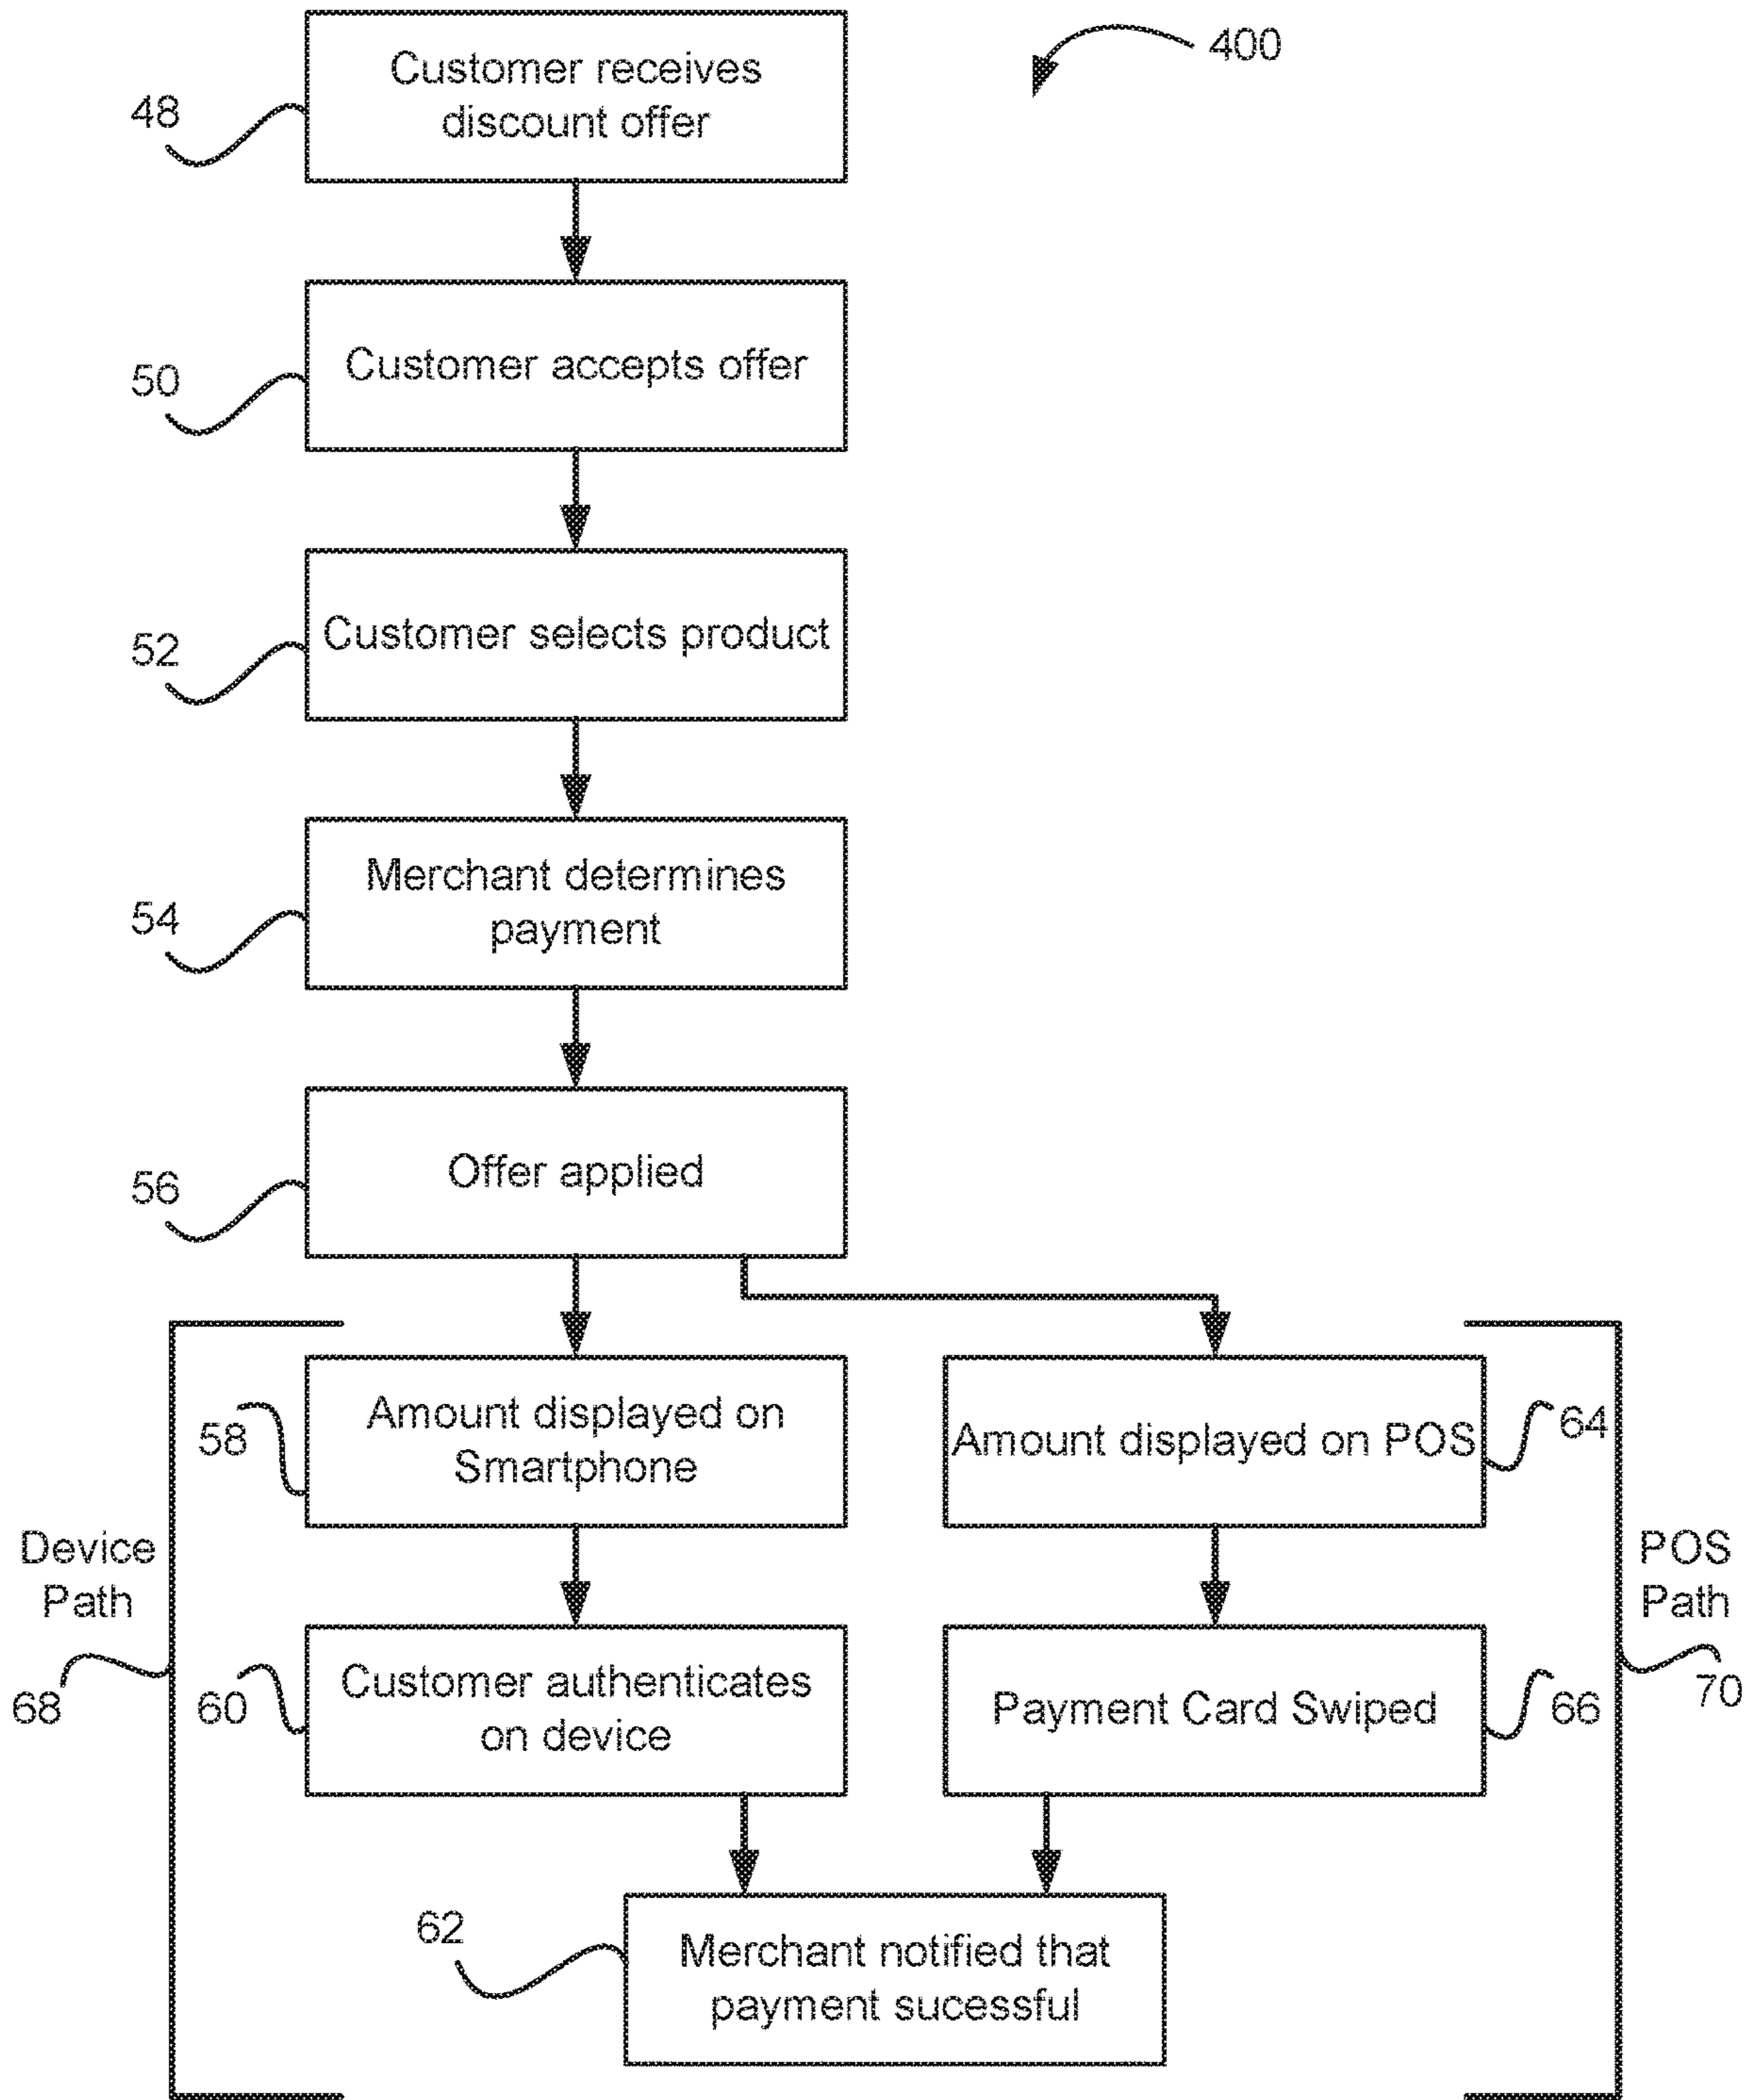 400
Customer receives
discount offer
48
Customer accepts offer
50
Customer selects product
52
Merchant determines
payment
54
Offer applied
56
Amount displayed on
Smartphone
58
Amount displayed on POS
64
Device
Path
68
POS
Path
70
Customer authenticates
on device
60
Payment Card Swiped
66
62
Merchant notified that
payment sucessful